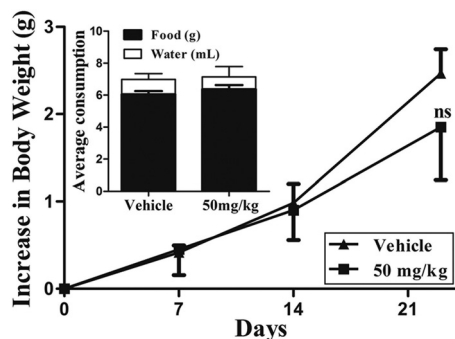 Increase in Body Weight (g)
3
2
1
0
0
7
14
21
Days
Average consumption
10
8
6
4
2
0
Food (g)
Water (mL)
Vehicle
50mg/kg
ns
Vehicle
50 mg/kg